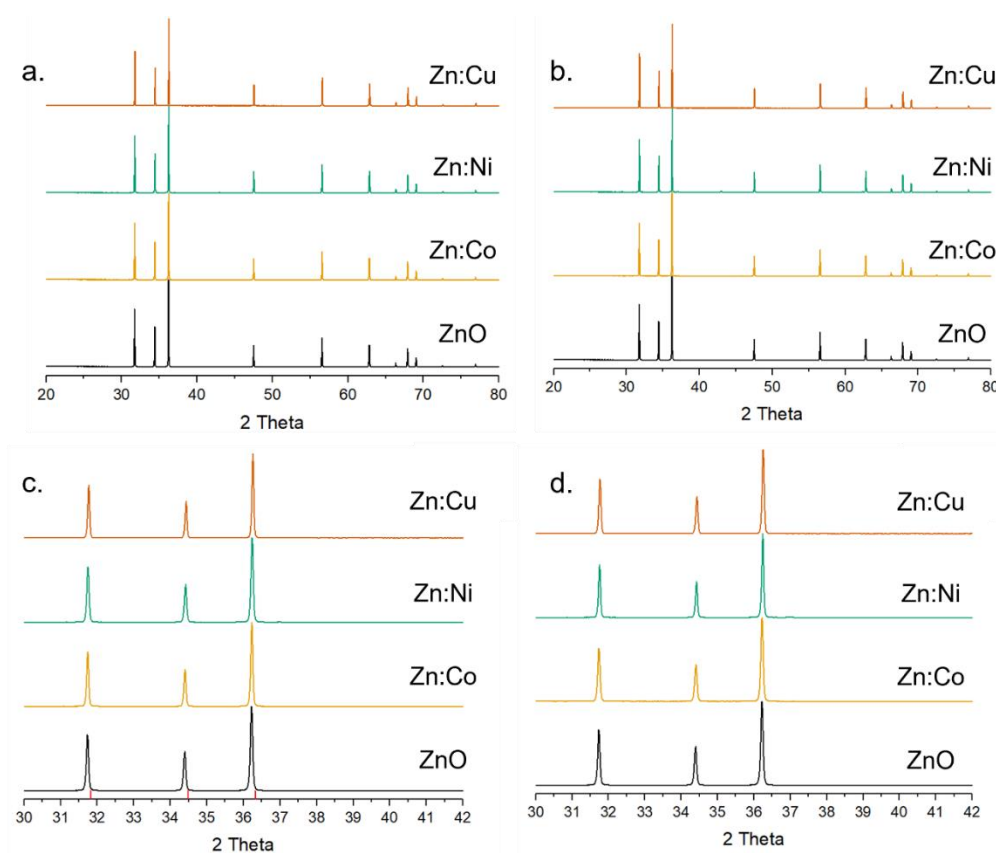 a.
Zn:Cu
Zn:Ni
Zn:Co
ZnO
20 30 40 50 60 70 80
2 Theta
b.
Zn:Cu
Zn:Ni
Zn:Co
ZnO
20 30 40 50 60 70 80
2 Theta
c.
Zn:Cu
Zn:Ni
Zn:Co
ZnO
30 31 32 33 34 35 36 37 38 39 40 41 42
2 Theta
d.
Zn:Cu
Zn:Ni
Zn:Co
ZnO
30 31 32 33 34 35 36 37 38 39 40 41 42
2 Theta